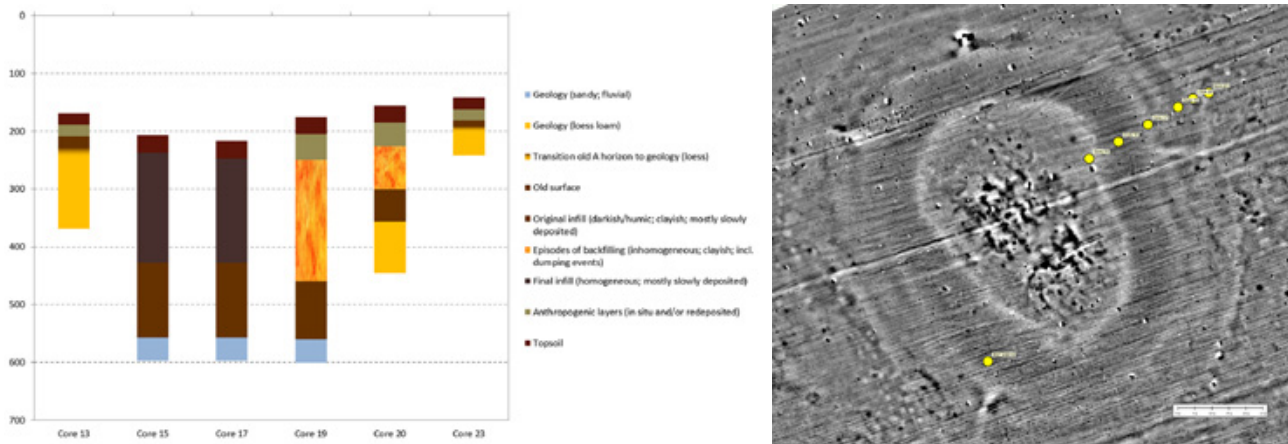 0
100
200
300
400
500
600
700
Core 13 Core 15 Core 17 Core 19 Core 20 Core 23
Geology (sandy; fluvial)
Geology (loess loam)
Transition old A horizon to geology (loess)
Old surface
Original infill (darkish/humic; clayish; mostly slowly
deposited)
Episodes of backfilling (inhomogeneous; clayish; incl.
dumping events)
Final infill (homogeneous; mostly slowly deposited)
Anthropogenic layers (in situ and/or redeposited)
Topsoil